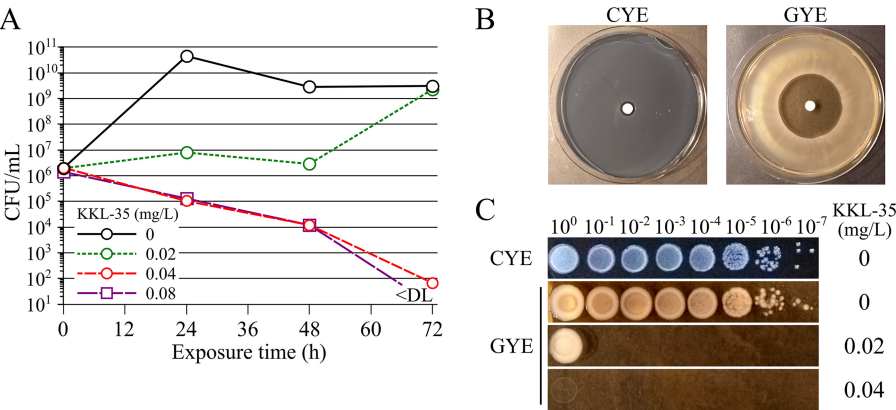 A
10^11
10^10
10^9
10^8
10^7
10^6
10^5
10^4
10^3
10^2
10^1
CFU/mL
KKL-35 (mg/L)
0
0.02
0.04
0.08
<DL
0 12 24 36 48 60 72
Exposure time (h)
B
CYE GYE
C
10^0 10^-1 10^-2 10^-3 10^-4 10^-5 10^-6 10^-7
KKL-35
(mg/L)
CYE 0
0
GYE 0.02
0.04